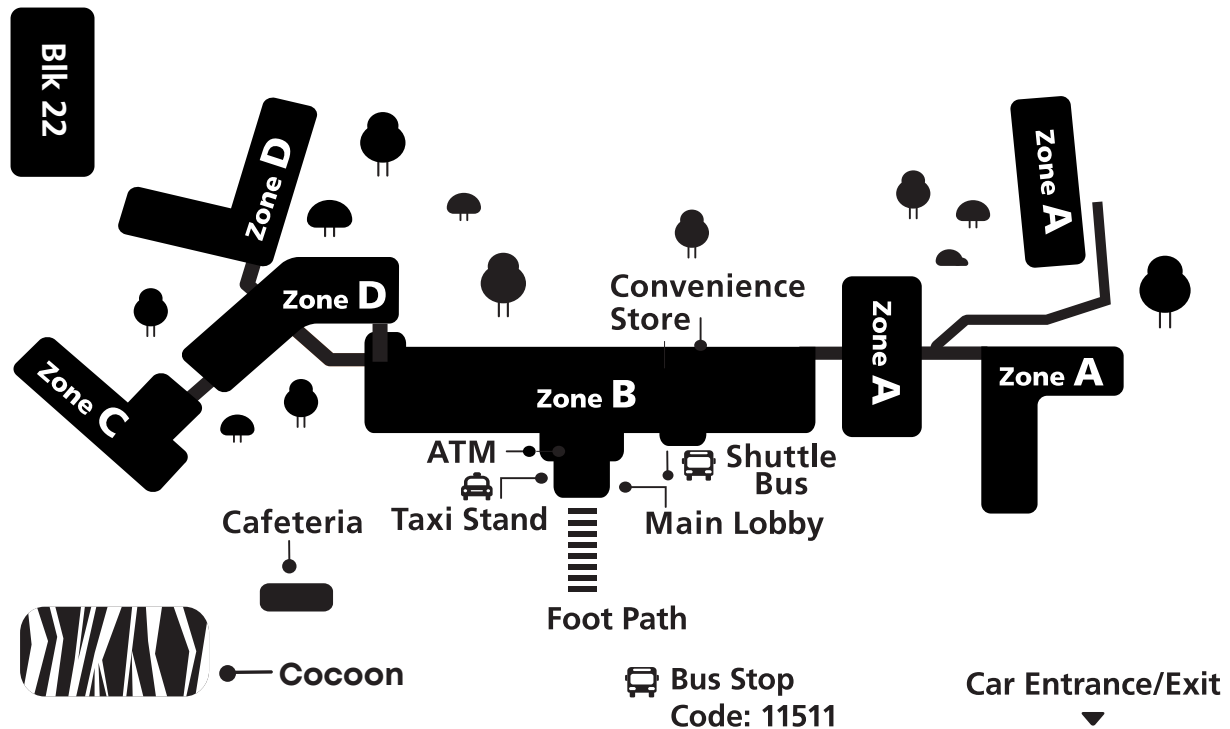 Blk 22
Zone D
Zone A
Zone D
Convenience
Store
Zone A
Zone C
Zone B
Zone A
ATM
Shuttle
Bus
Taxi Stand
Main Lobby
Cafeteria
Foot Path
Cocoon
Bus Stop
Code: 11511
Car Entrance/Exit